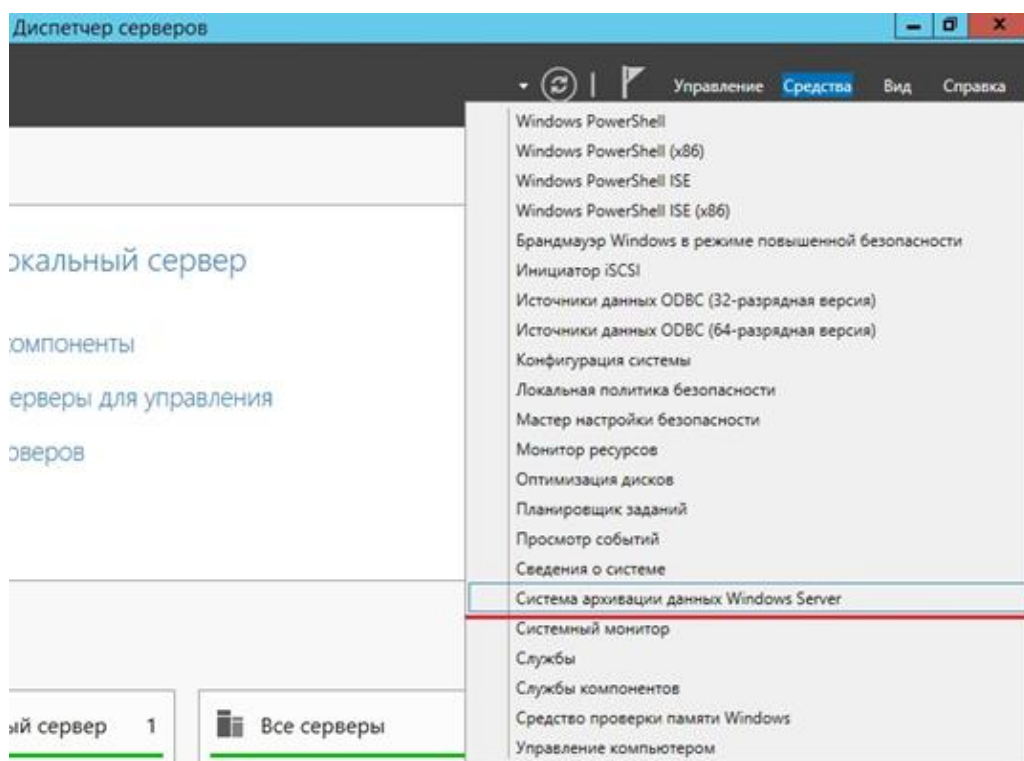 Диспетчер серверов
Управление Средства Вид Справка
Windows PowerShell
Windows PowerShell (x86)
Windows PowerShell ISE
Windows PowerShell ISE (x86)
Брандмауэр Windows в режиме повышенной безопасности
Инициатор iSCSI
Источники данных ODBC (32-разрядная версия)
Источники данных ODBC (64-разрядная версия)
Конфигурация системы
Локальная политика безопасности
Мастер настройки безопасности
Монитор ресурсов
Оптимизация дисков
Планировщик заданий
Просмотр событий
Сведения о системе
Система архивации данных Windows Server
Системный монитор
Службы
Службы компонентов
Средство проверки памяти Windows
Управление компьютером
окальный сервер
омпоненты
ерверы для управления
рверов
ый сервер 1
Все серверы